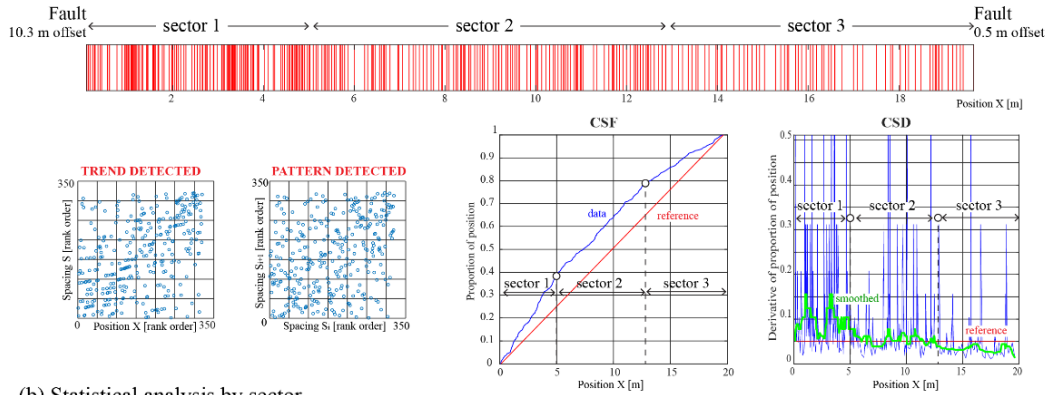 Fault
10.3 m offset
sector 1
sector 2
sector 3
Fault
0.5 m offset
2
4
6
8
10
12
14
16
18
Position X [m]
TREND DETECTED
350
Spacing S [rank order]
0
Position X [rank order]
350
PATTERN DETECTED
350
Spacing Si+1 [rank order]
0
Spacing Si [rank order]
350
CSF
1
0.9
0.8
0.7
0.6
0.5
0.4
0.3
0.2
0.1
0
Proportion of position
data
reference
sector 1
sector 2
sector 3
0
5
10
15
20
Position X [m]
CSD
0.5
0.4
0.3
0.2
0.1
0.0
Derivative of proportion of position
sector 1
sector 2
sector 3
smoothed
reference
0
5
10
15
20
Position X [m]
(b) Statistical analysis by sector